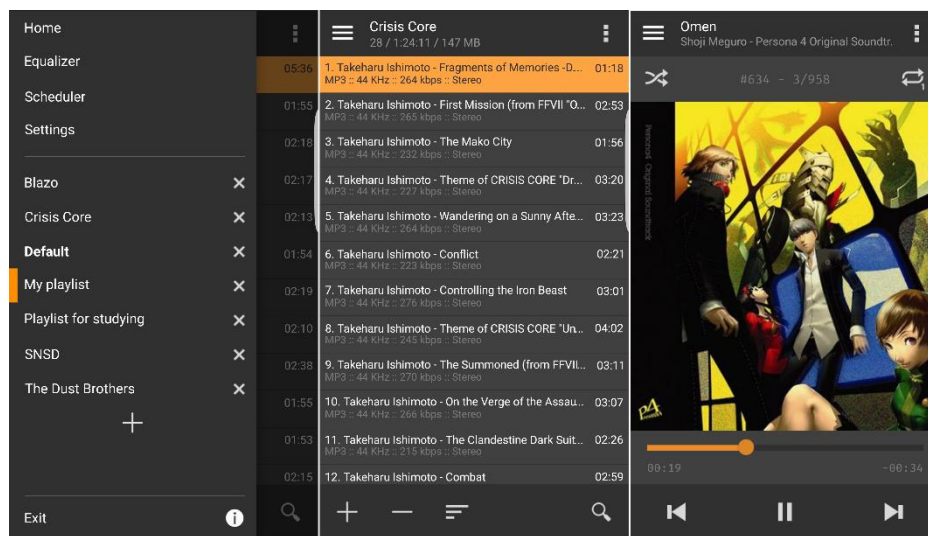 Home
Equalizer
Scheduler
Settings
Blazo
Crisis Core
Default
My playlist
Playlist for studying
SNSD
The Dust Brothers
Exit
05:36
01:55
02:18
02:17
02:13
01:54
02:19
02:10
02:38
01:55
01:53
02:15
Crisis Core
28 / 1:24:11 / 147 MB
1. Takeharu Ishimoto - Fragments of Memories -D... 01:18
MP3 :: 44 KHz :: 264 kbps :: Stereo
2. Takeharu Ishimoto - First Mission (from FFVII "O... 02:53
MP3 :: 44 KHz :: 265 kbps :: Stereo
3. Takeharu Ishimoto - The Mako City 01:56
MP3 :: 44 KHz :: 232 kbps :: Stereo
4. Takeharu Ishimoto - Theme of CRISIS CORE "Dr... 03:20
MP3 :: 44 KHz :: 227 kbps :: Stereo
5. Takeharu Ishimoto - Wandering on a Sunny Afte... 03:23
MP3 :: 44 KHz :: 264 kbps :: Stereo
6. Takeharu Ishimoto - Conflict 02:21
MP3 :: 44 KHz :: 223 kbps :: Stereo
7. Takeharu Ishimoto - Controlling the Iron Beast 03:01
MP3 :: 44 KHz :: 276 kbps :: Stereo
8. Takeharu Ishimoto - Theme of CRISIS CORE "Un... 04:02
MP3 :: 44 KHz :: 245 kbps :: Stereo
9. Takeharu Ishimoto - The Summoned (from FFVII... 03:11
MP3 :: 44 KHz :: 270 kbps :: Stereo
10. Takeharu Ishimoto - On the Verge of the Assau... 03:07
MP3 :: 44 KHz :: 266 kbps :: Stereo
11. Takeharu Ishimoto - The Clandestine Dark Suit... 02:26
MP3 :: 44 KHz :: 215 kbps :: Stereo
12. Takeharu Ishimoto - Combat 02:59
Omen
Shoji Meguro - Persona 4 Original Soundtr.
#634 - 3/958
1
Persona4 Original Soundtrack
P4
00:19
-00:34